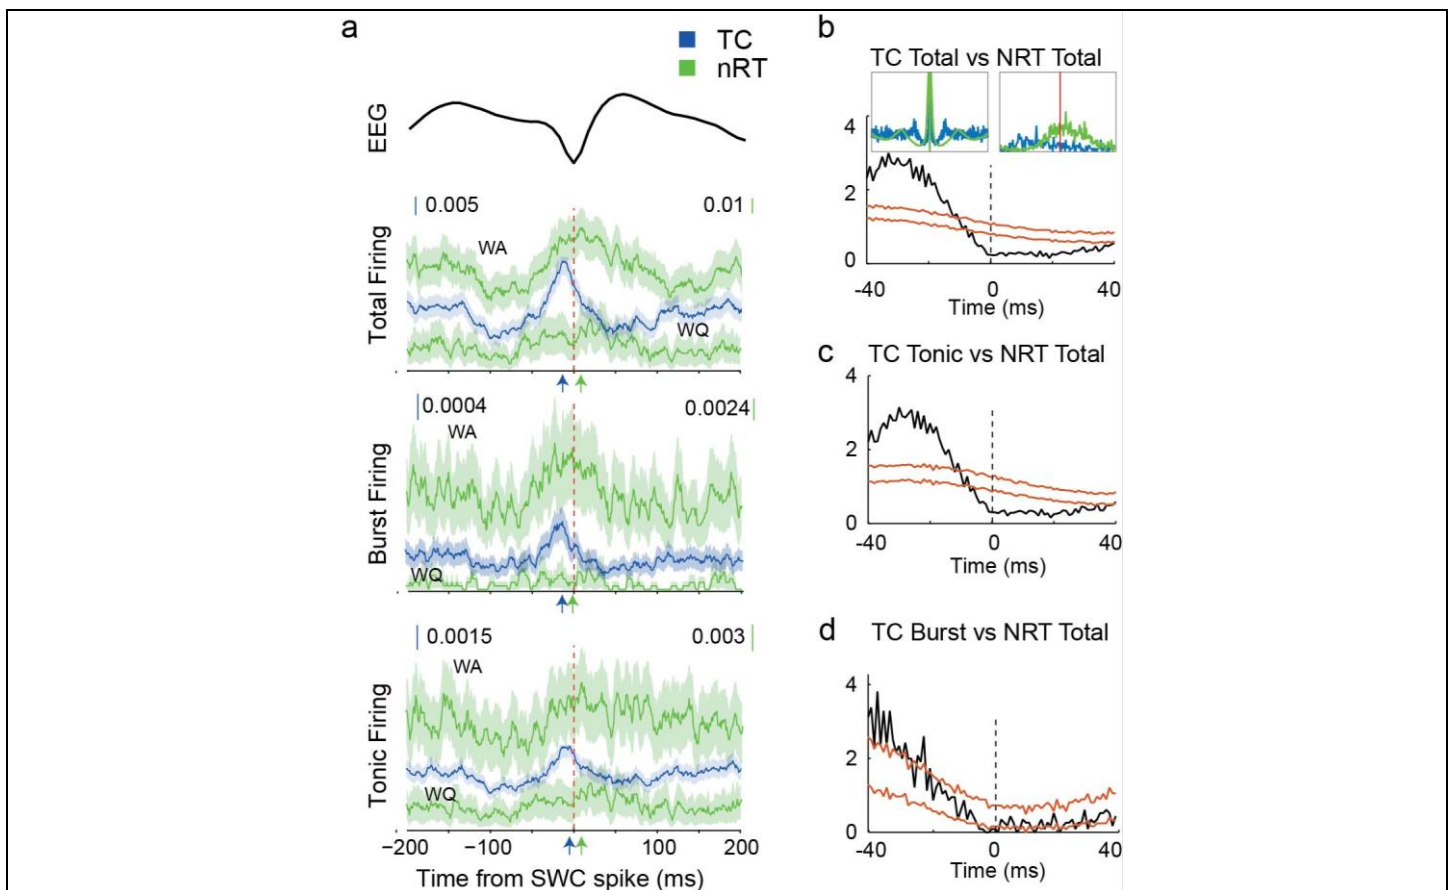 a
TC
nRT
EEG
0.005
0.01
WA
Total Firing
WQ
0.0004
0.0024
WA
Burst Firing
WQ
0.0015
0.003
WA
Tonic Firing
WQ
−200 −100 100 200
Time from SWC spike (ms)
b
TC Total vs NRT Total
4
2
0
-40 0 40
Time (ms)
c
TC Tonic vs NRT Total
4
2
0
-40 0 40
Time (ms)
d
TC Burst vs NRT Total
4
2
0
-40 0 40
Time (ms)